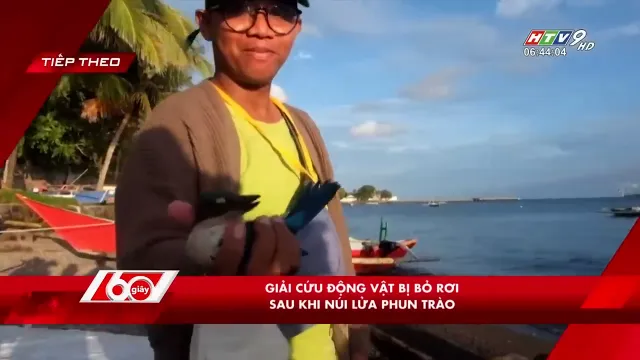 TIẾP THEO
HTV9 HD
06:44:04
60 giây
GIẢI CỨU ĐỘNG VẬT BỊ BỎ RƠI
SAU KHI NÚI LỬA PHUN TRÀO